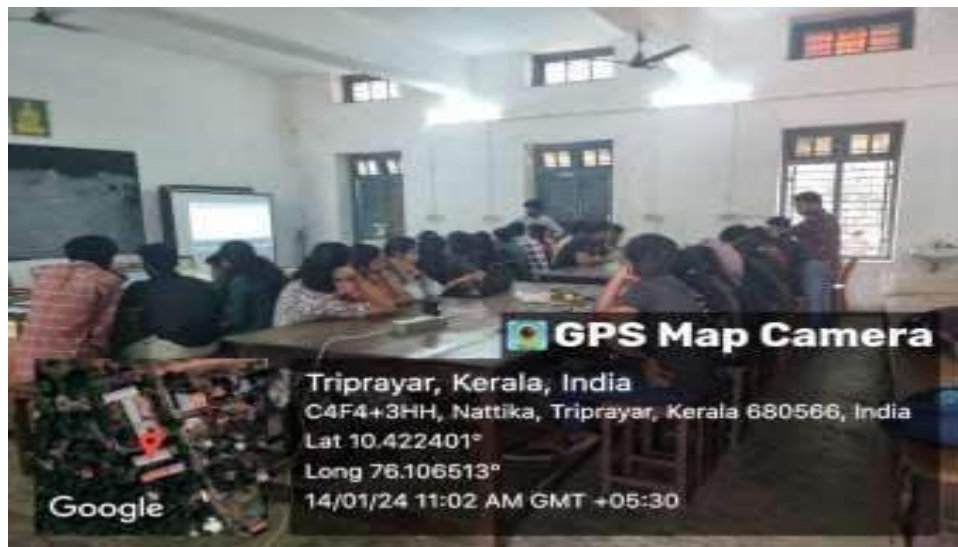 GPS Map Camera
Triprayar, Kerala, India
C4F4+3HH, Nattika, Triprayar, Kerala 680566, India
Lat 10.422401°
Long 76.106513°
14/01/24 11:02 AM GMT +05:30
Google